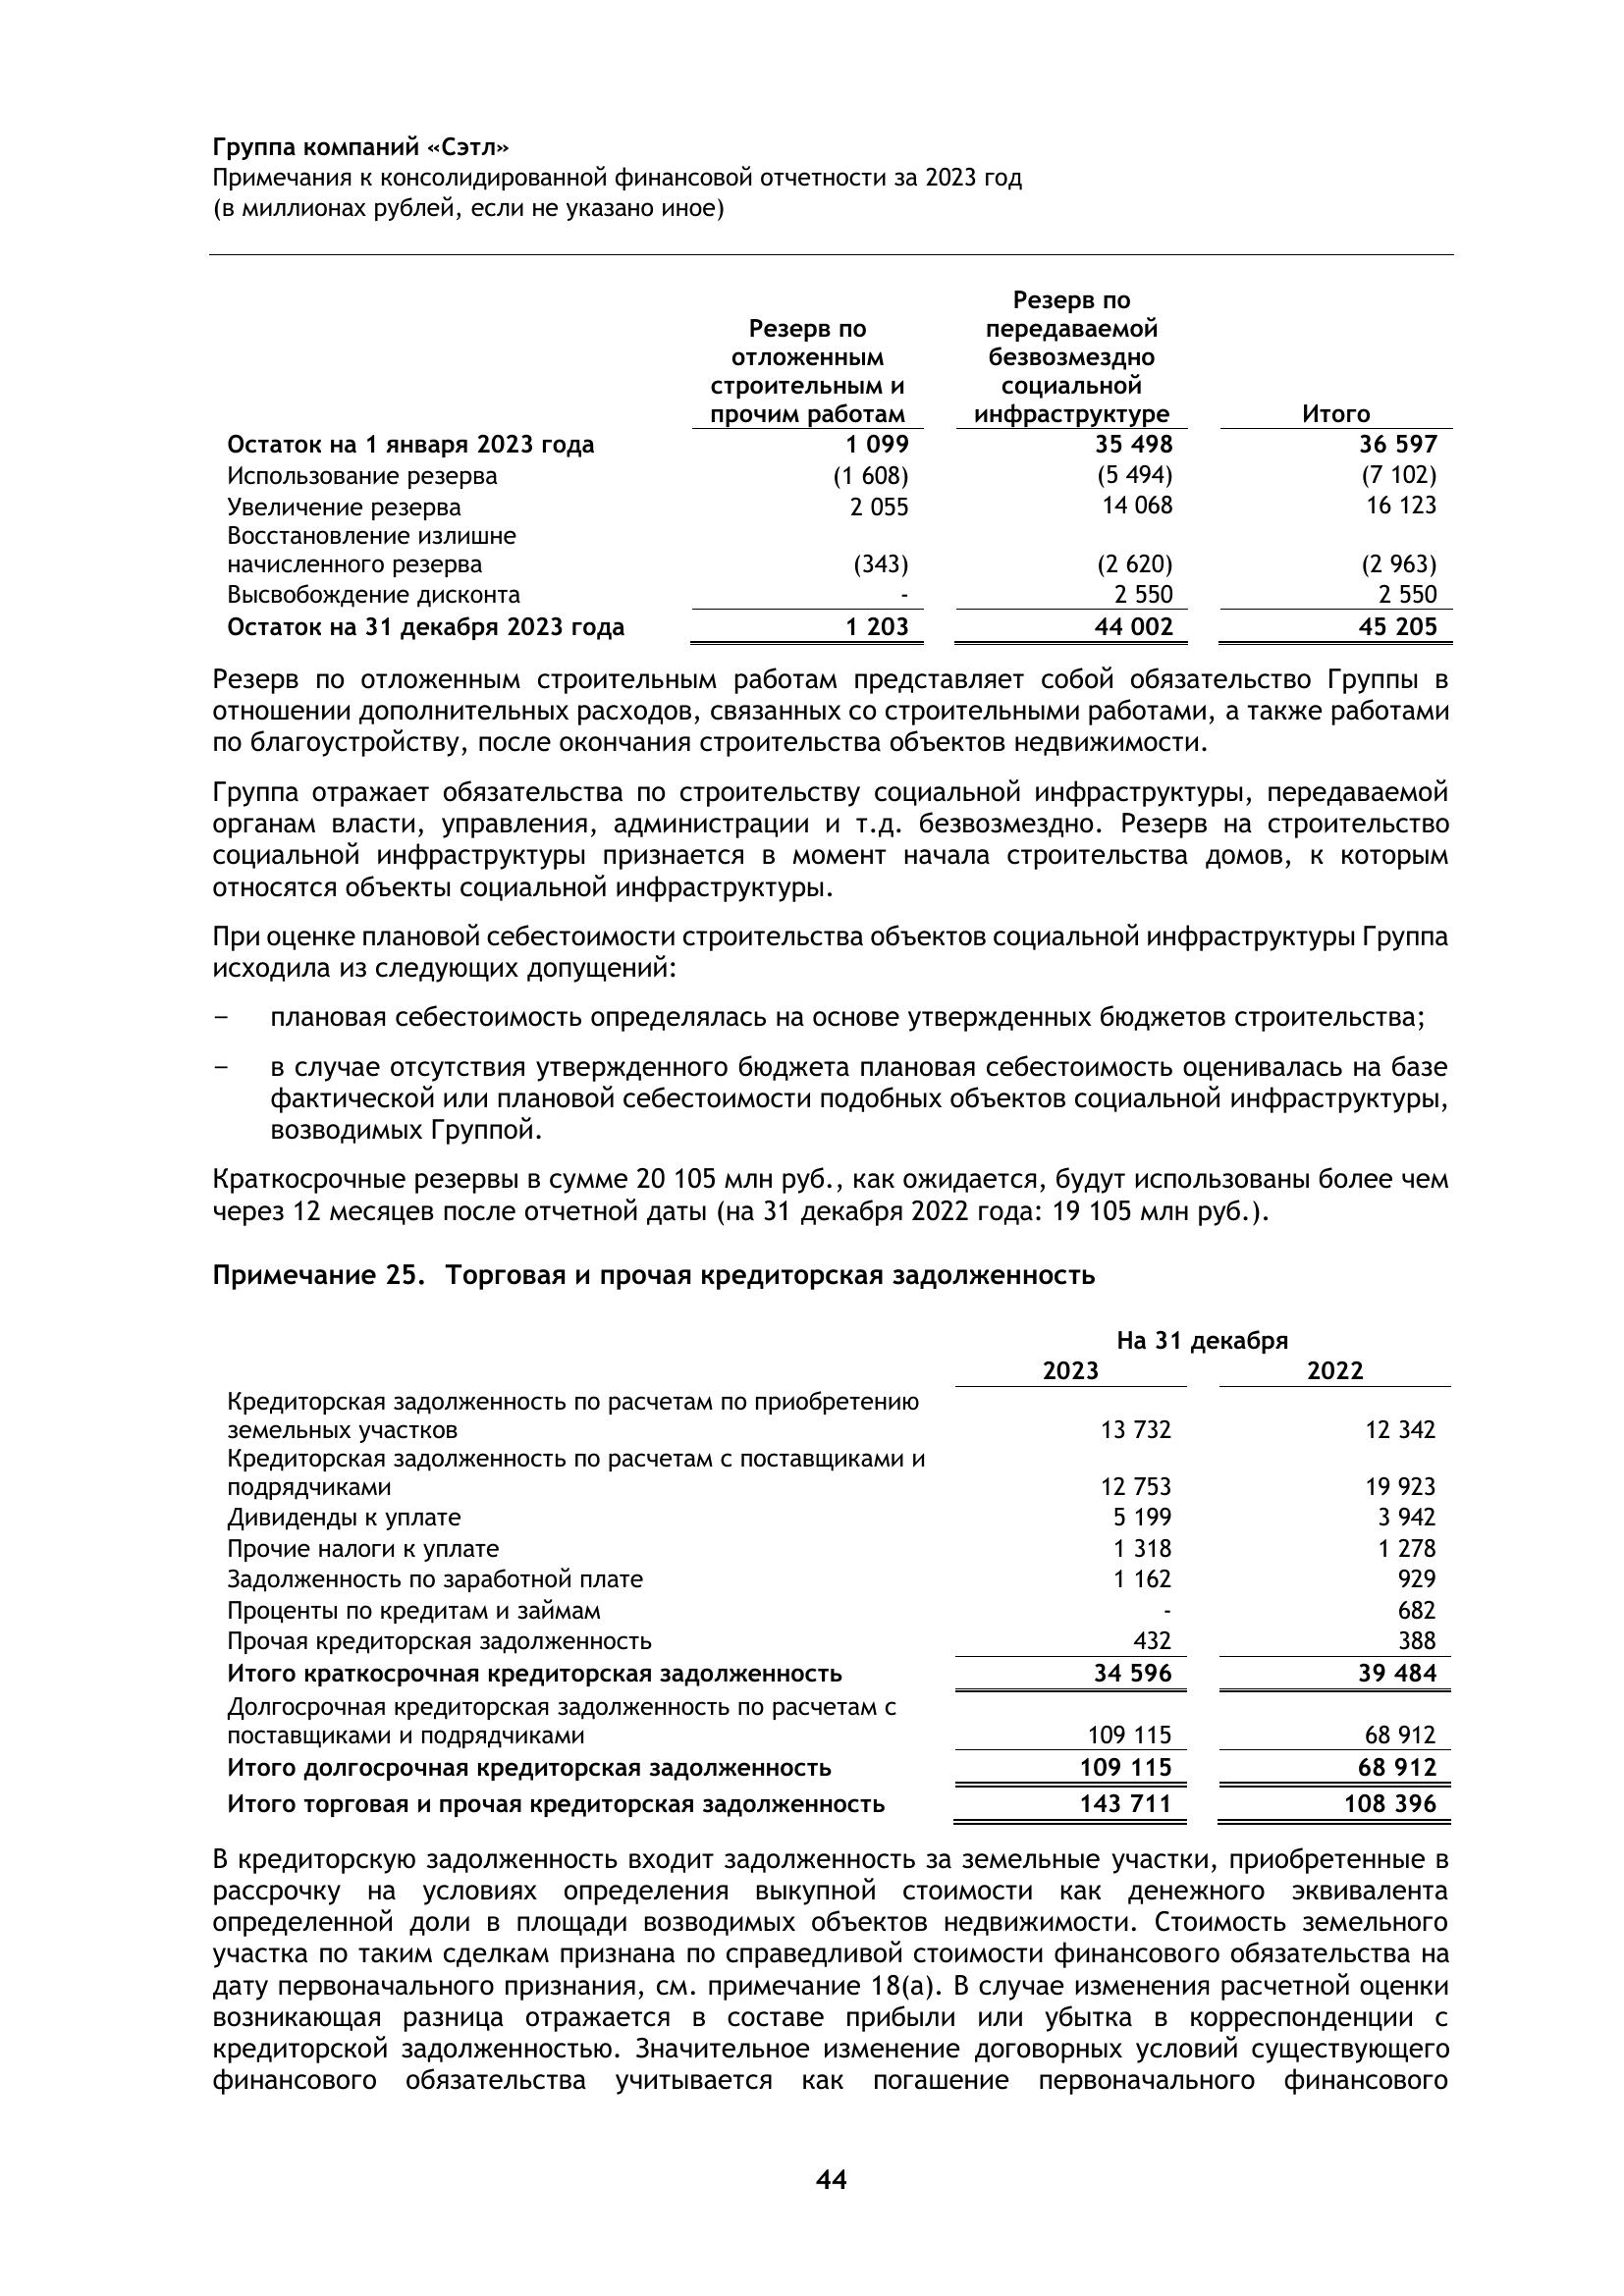 Группа компаний «Сэтл»
Примечания к консолидированной финансовой отчетности за 2023 год
(в миллионах рублей, если не указано иное)
Резерв по отложенным строительным и прочим работам Резерв по передаваемой безвозмездно социальной инфраструктуре Итого
Остаток на 1 января 2023 года 1 099 35 498 36 597
Использование резерва (1 608) (5 494) (7 102)
Увеличение резерва 2 055 14 068 16 123
Восстановление излишне
начисленного резерва (343) (2 620) (2 963)
Высвобождение дисконта - 2 550 2 550
Остаток на 31 декабря 2023 года 1 203 44 002 45 205
Резерв по отложенным строительным работам представляет собой обязательство Группы в
отношении дополнительных расходов, связанных со строительными работами, а также работами
по благоустройству, после окончания строительства объектов недвижимости.
Группа отражает обязательства по строительству социальной инфраструктуры, передаваемой
органам власти, управления, администрации и т.д. безвозмездно. Резерв на строительство
социальной инфраструктуры признается в момент начала строительства домов, к которым
относятся объекты социальной инфраструктуры.
При оценке плановой себестоимости строительства объектов социальной инфраструктуры Группа
исходила из следующих допущений:
– плановая себестоимость определялась на основе утвержденных бюджетов строительства;
– в случае отсутствия утвержденного бюджета плановая себестоимость оценивалась на базе
фактической или плановой себестоимости подобных объектов социальной инфраструктуры,
возводимых Группой.
Краткосрочные резервы в сумме 20 105 млн руб., как ожидается, будут использованы более чем
через 12 месяцев после отчетной даты (на 31 декабря 2022 года: 19 105 млн руб.).
Примечание 25. Торговая и прочая кредиторская задолженность
На 31 декабря
2023 2022
Кредиторская задолженность по расчетам по приобретению
земельных участков 13 732 12 342
Кредиторская задолженность по расчетам с поставщиками и
подрядчиками 12 753 19 923
Дивиденды к уплате 5 199 3 942
Прочие налоги к уплате 1 318 1 278
Задолженность по заработной плате 1 162 929
Проценты по кредитам и займам - 682
Прочая кредиторская задолженность 432 388
Итого краткосрочная кредиторская задолженность 34 596 39 484
Долгосрочная кредиторская задолженность по расчетам с
поставщиками и подрядчиками 109 115 68 912
Итого долгосрочная кредиторская задолженность 109 115 68 912
Итого торговая и прочая кредиторская задолженность 143 711 108 396
В кредиторскую задолженность входит задолженность за земельные участки, приобретенные в
рассрочку на условиях определения выкупной стоимости как денежного эквивалента
определенной доли в площади возводимых объектов недвижимости. Стоимость земельного
участка по таким сделкам признана по справедливой стоимости финансового обязательства на
дату первоначального признания, см. примечание 18(а). В случае изменения расчетной оценки
возникающая разница отражается в составе прибыли или убытка в корреспонденции с
кредиторской задолженностью. Значительное изменение договорных условий существующего
финансового обязательства учитывается как погашение первоначального финансового
44